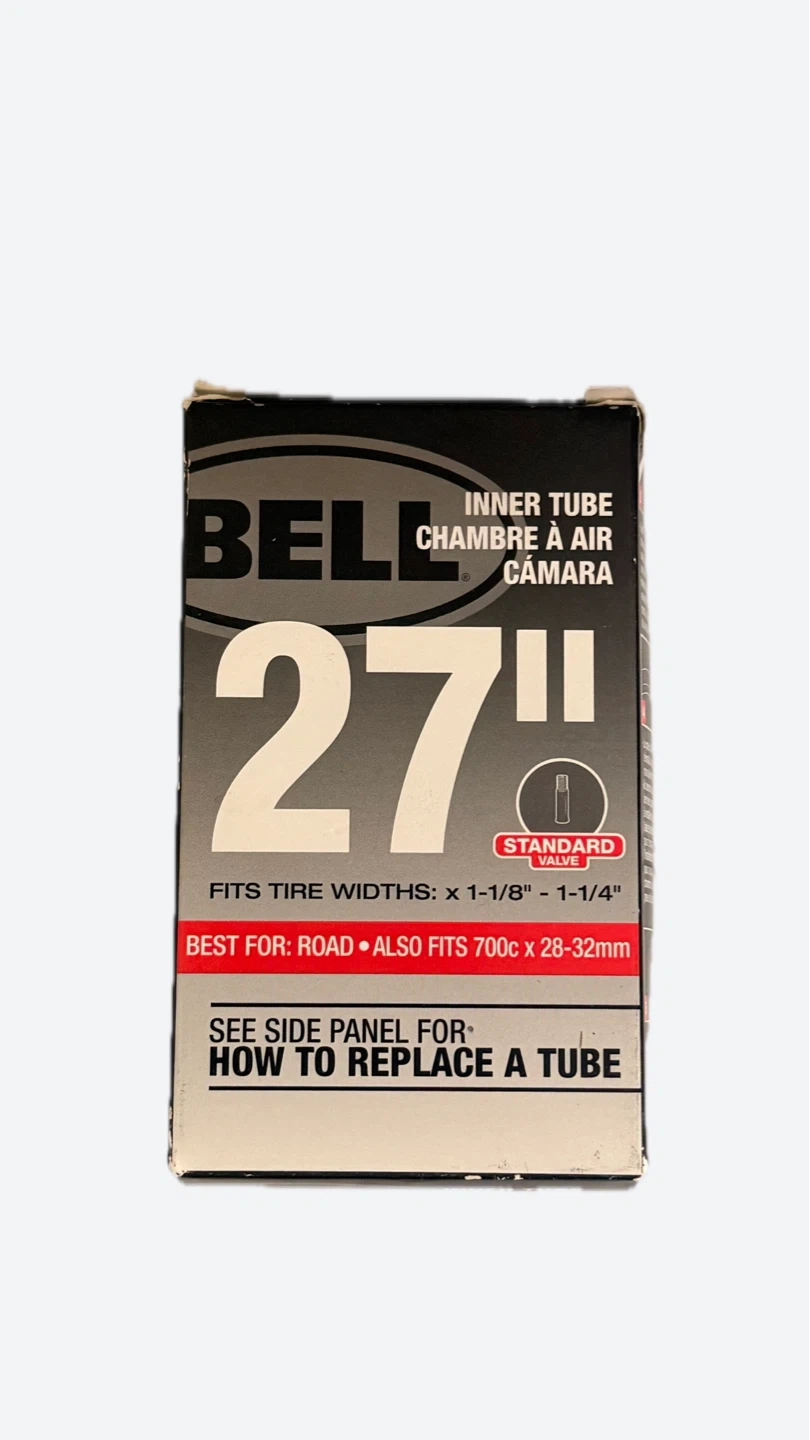 BELL®
INNER TUBE
CHAMBRE À AIR
CÁMARA
27"
STANDARD
VALVE
FITS TIRE WIDTHS: x 1-1/8" - 1-1/4"
BEST FOR: ROAD • ALSO FITS 700c x 28-32mm
SEE SIDE PANEL FOR
HOW TO REPLACE A TUBE